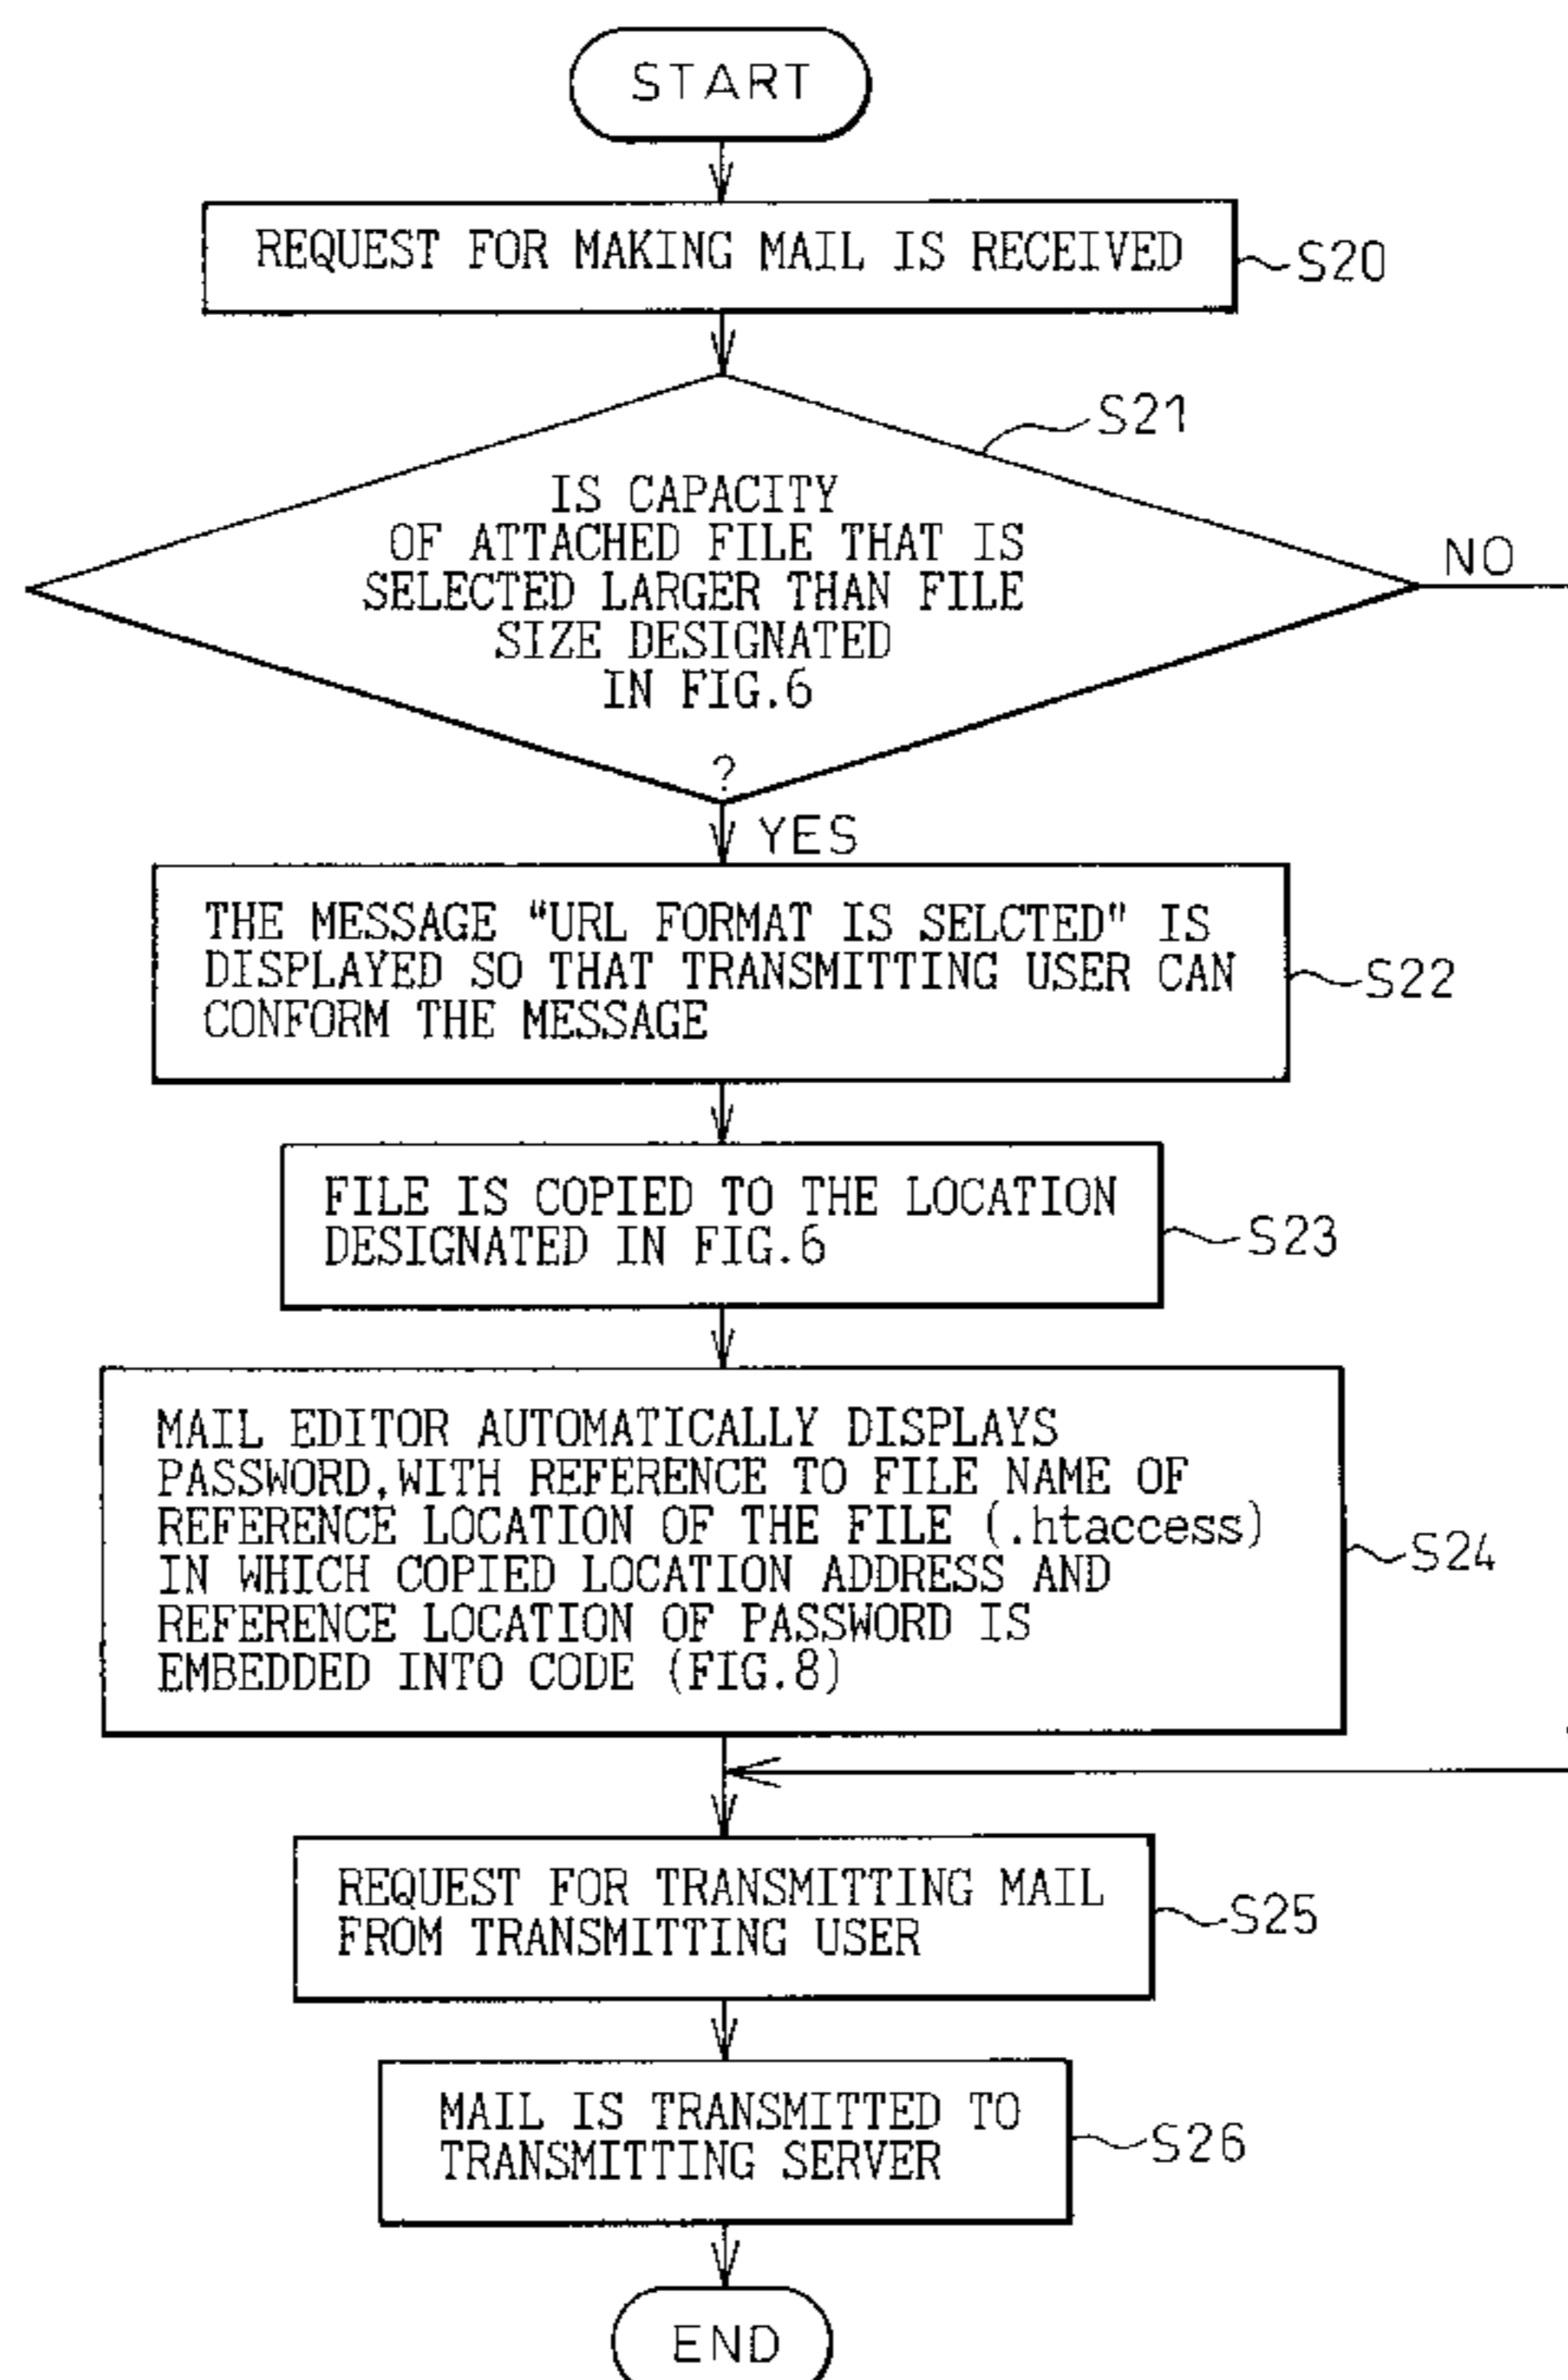 START
REQUEST FOR MAKING MAIL IS RECEIVED
S20
S21
IS CAPACITY
OF ATTACHED FILE THAT IS
SELECTED LARGER THAN FILE
SIZE DESIGNATED
IN FIG.6
?
NO
YES
THE MESSAGE “URL FORMAT IS SELCTED" IS
DISPLAYED SO THAT TRANSMITTING USER CAN
CONFORM THE MESSAGE
S22
FILE IS COPIED TO THE LOCATION
DESIGNATED IN FIG.6
S23
MAIL EDITOR AUTOMATICALLY DISPLAYS
PASSWORD,WITH REFERENCE TO FILE NAME OF
REFERENCE LOCATION OF THE FILE (.htaccess)
IN WHICH COPIED LOCATION ADDRESS AND
REFERENCE LOCATION OF PASSWORD IS
EMBEDDED INTO CODE (FIG.8)
S24
REQUEST FOR TRANSMITTING MAIL
FROM TRANSMITTING USER
S25
MAIL IS TRANSMITTED TO
TRANSMITTING SERVER
S26
END